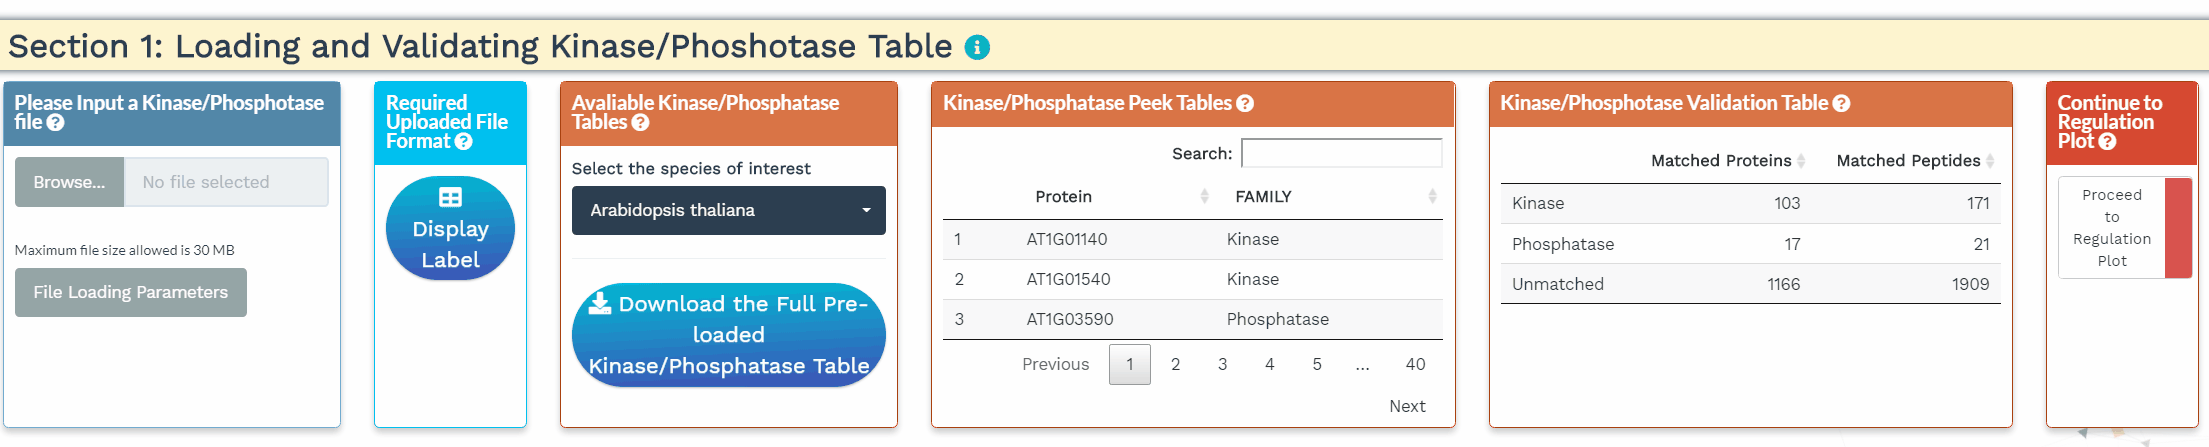 Section 1: Loading and Validating Kinase/Phoshotase Table
Please Input a Kinase/Phosphotase
file
Browse...
No file selected
Maximum file size allowed is 30 MB
File Loading Parameters
Required
Uploaded File
Format
Display
Label
Avaliable Kinase/Phosphatase
Tables
Select the species of interest
Arabidopsis thaliana
Download the Full Pre-
loaded
Kinase/Phosphatase Table
Kinase/Phosphatase Peek Tables
Search:
Protein FAMILY
1 AT1G01140 Kinase
2 AT1G01540 Kinase
3 AT1G03590 Phosphatase
Previous 1 2 3 4 5 ... 40
Next
Kinase/Phosphotase Validation Table
Matched Proteins Matched Peptides
Kinase 103 171
Phosphatase 17 21
Unmatched 1166 1909
Continue to
Regulation
Plot
Proceed
to
Regulation
Plot